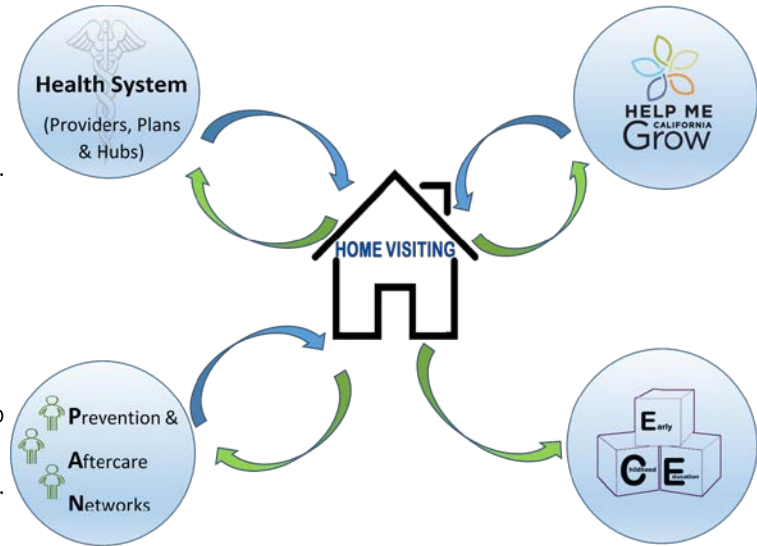 Health System
(Providers, Plans
& Hubs)
HELP ME
CALIFORNIA
Grow
HOME VISITING
Prevention &
Aftercare
Networks
Early
Childhood Education